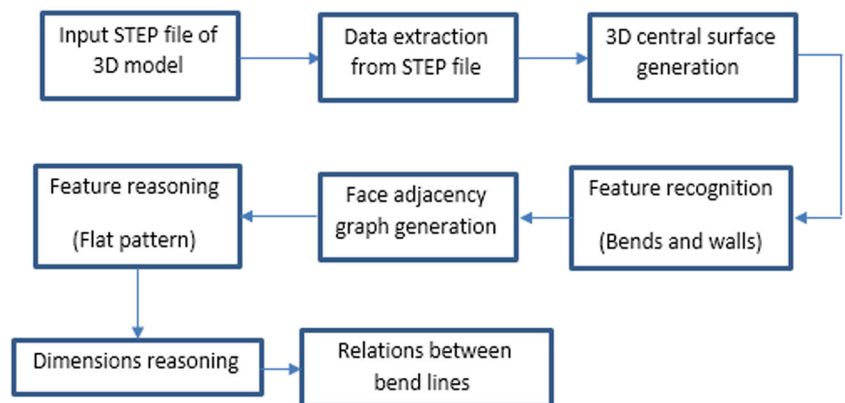 Input STEP file of
3D model
Data extraction
from STEP file
3D central surface
generation
Feature recognition
(Bends and walls)
Face adjacency
graph generation
Feature reasoning
(Flat pattern)
Dimensions reasoning
Relations between
bend lines